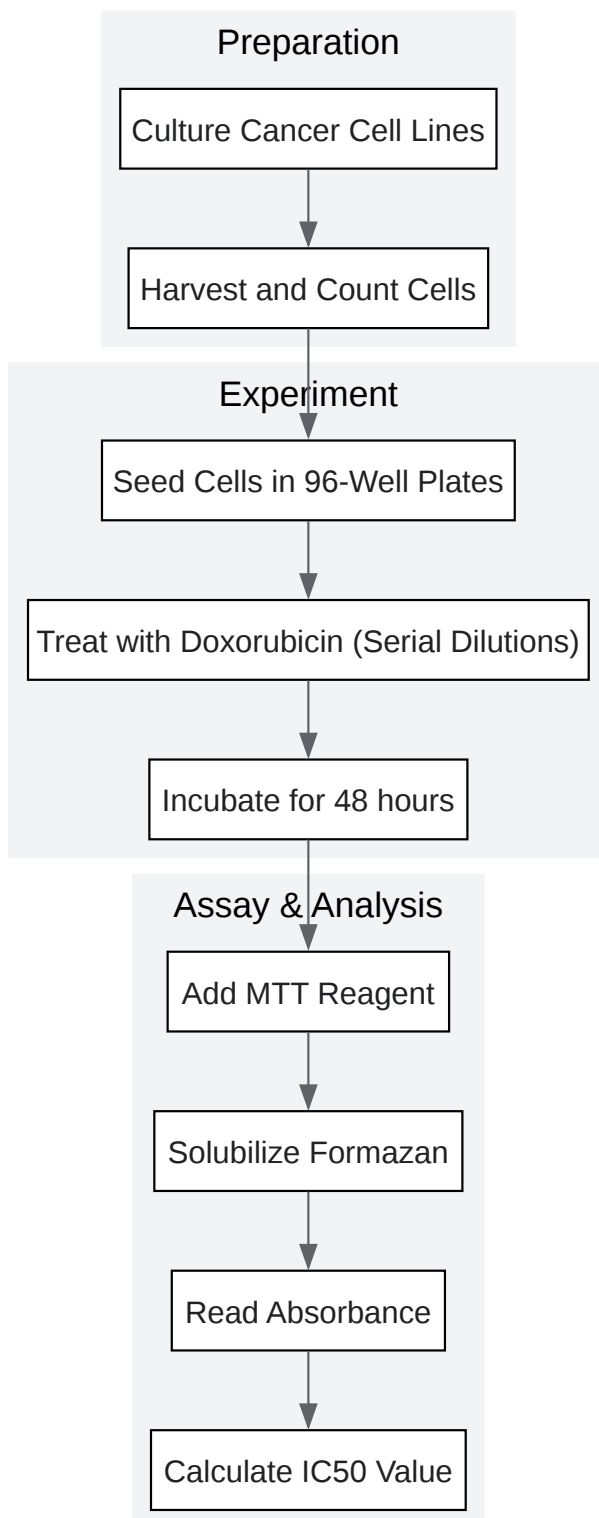 Preparation
Culture Cancer Cell Lines
Harvest and Count Cells
Experiment
Seed Cells in 96-Well Plates
Treat with Doxorubicin (Serial Dilutions)
Incubate for 48 hours
Assay & Analysis
Add MTT Reagent
Solubilize Formazan
Read Absorbance
Calculate IC50 Value